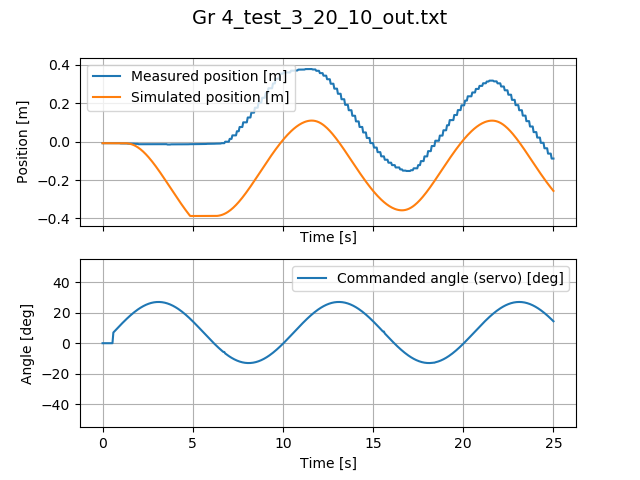 Gr 4_test_3_20_10_out.txt
0.4
0.2
0.0
−0.2
−0.4
Position [m]
Measured position [m]
Simulated position [m]
Time [s]
40
20
0
−20
−40
Angle [deg]
Commanded angle (servo) [deg]
0 5 10 15 20 25
Time [s]